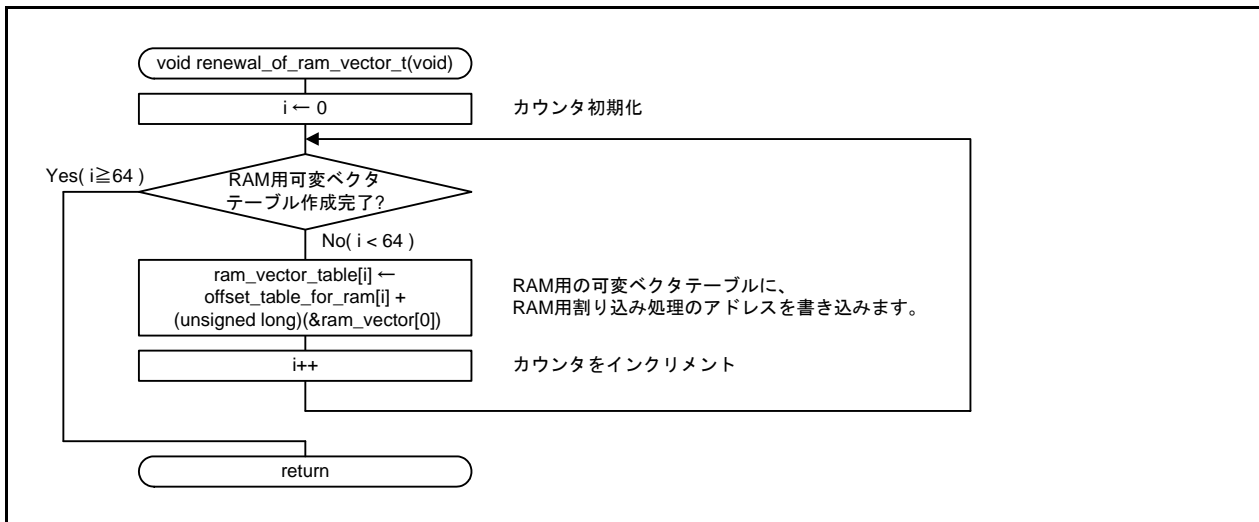 void renewal_of_ram_vector_t(void)
i ← 0
カウンタ初期化
Yes( i≧64 )
RAM用可変ベクタ
テーブル作成完了?
No( i < 64 )
ram_vector_table[i] ←
offset_table_for_ram[i] +
(unsigned long)(&ram_vector[0])
RAM用の可変ベクタテーブルに、
RAM用割り込み処理のアドレスを書き込みます。
i++
カウンタをインクリメント
return